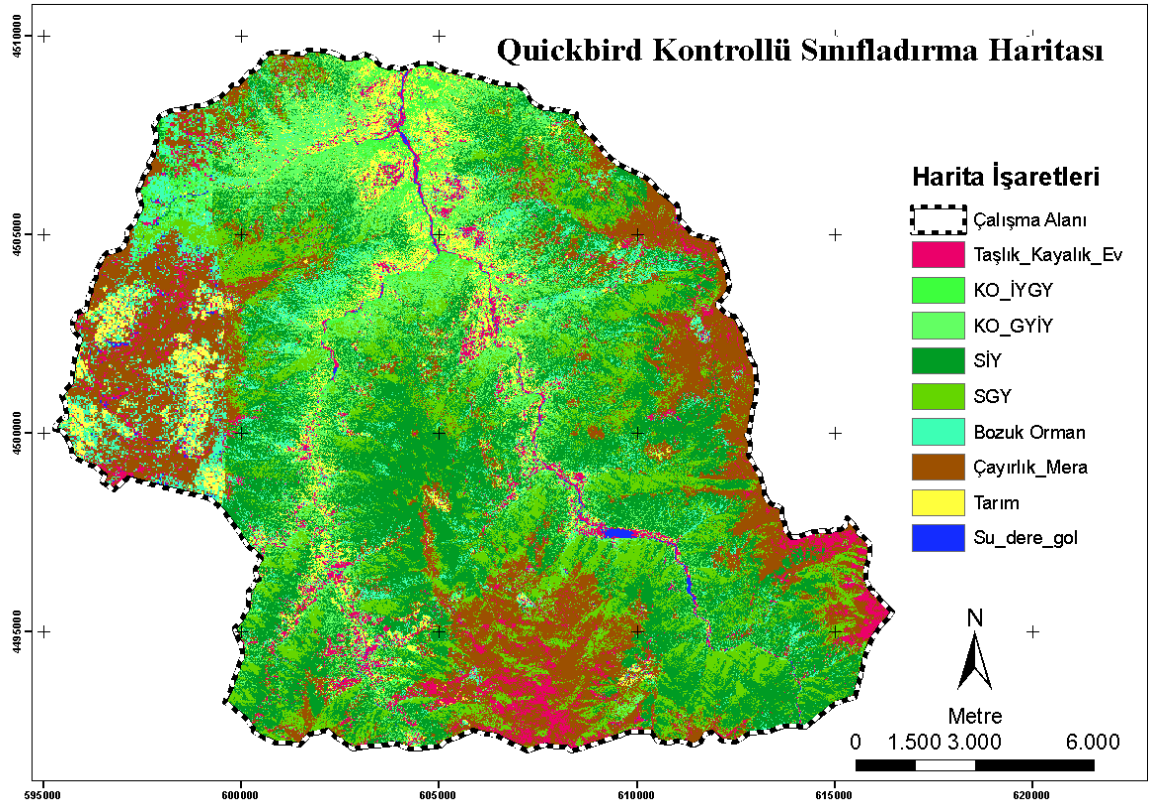 Quickbird Kontrollü Sınıfladırma Haritası
Harita İşaretleri
Çalışma Alanı
Taşlık_Kayalık_Ev
KO_İYGY
KO_GYİY
SİY
SGY
Bozuk Orman
Çayırlık_Mera
Tarım
Su_dere_gol
N
Metre
0 1.500 3.000 6.000
4510000
4505000
4500000
4495000
595000 600000 605000 610000 615000 620000